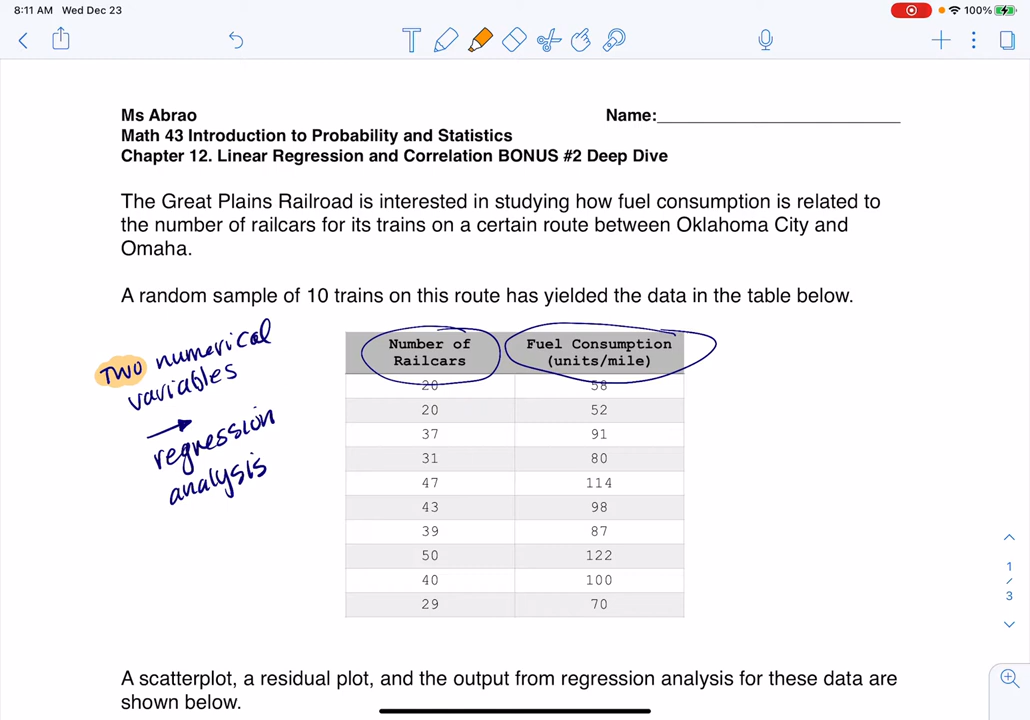 8:11 AM Wed Dec 23
100%
Ms Abrao
Name:
Math 43 Introduction to Probability and Statistics
Chapter 12. Linear Regression and Correlation BONUS #2 Deep Dive
The Great Plains Railroad is interested in studying how fuel consumption is related to
the number of railcars for its trains on a certain route between Oklahoma City and
Omaha.
A random sample of 10 trains on this route has yielded the data in the table below.
Two numerical
variables
→ regression
analysis
Number of Railcars Fuel Consumption (units/mile)
20 58
20 52
37 91
31 80
47 114
43 98
39 87
50 122
40 100
29 70
A scatterplot, a residual plot, and the output from regression analysis for these data are
shown below.
1
/
3